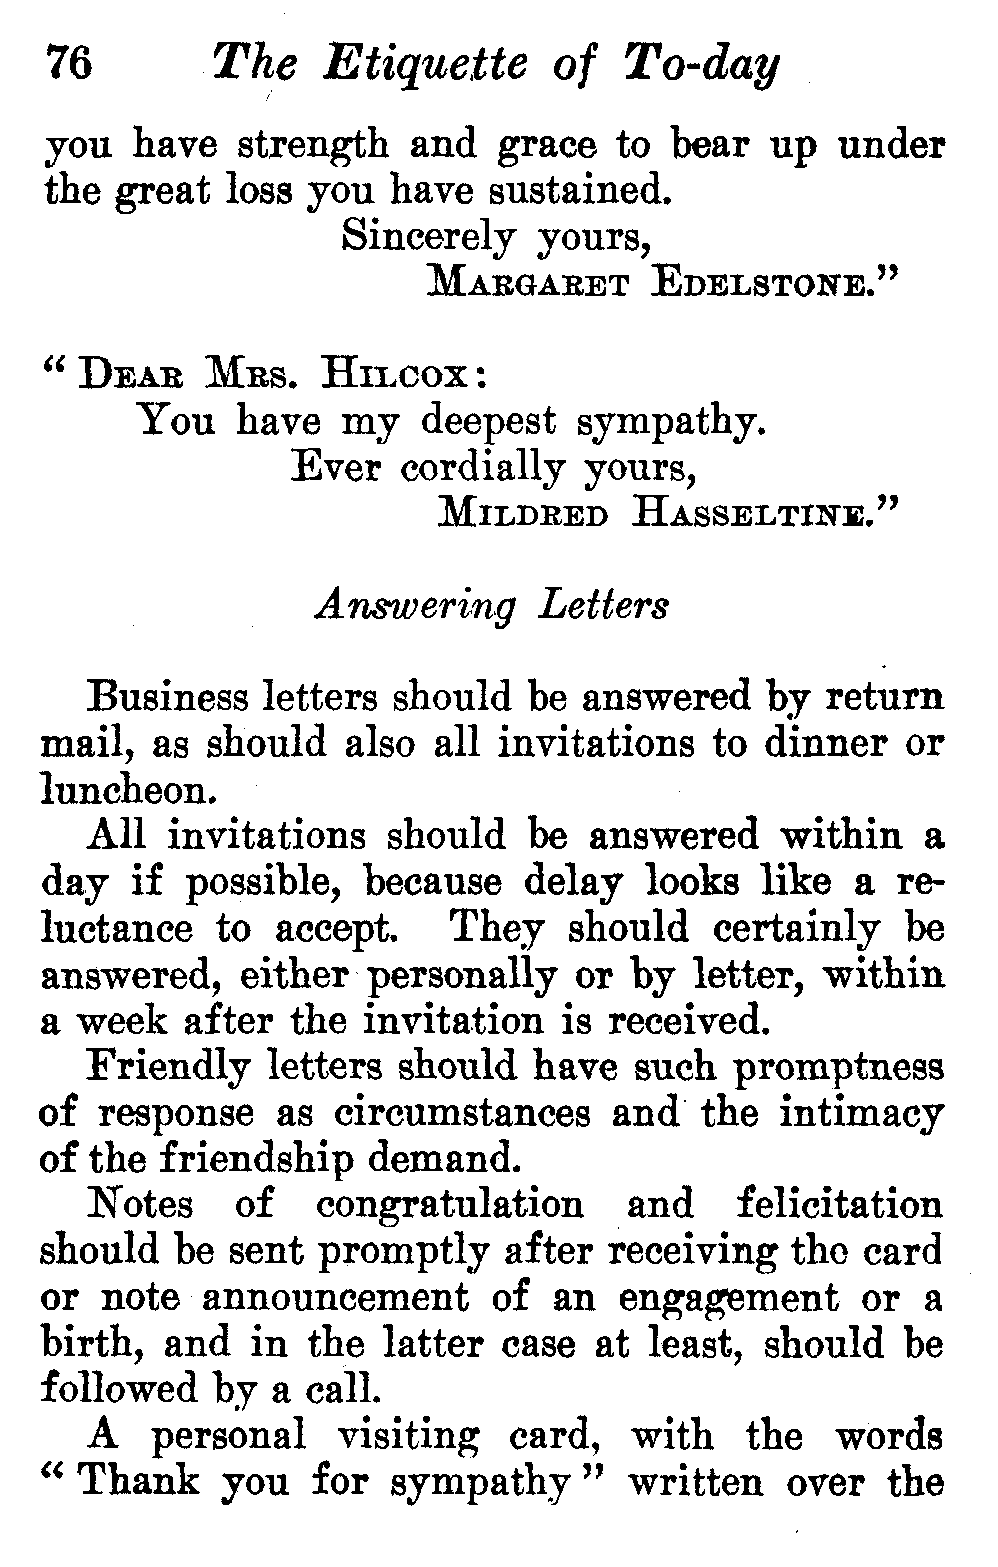 76 The Etiquette of To-day
you have strength and grace to bear up under
the great loss you have sustained.
Sincerely yours,
MARGARET EDELSTONE.”
“ DEAR MRS. HILCOX:
You have my deepest sympathy.
Ever cordially yours,
MILDRED HASSELTINE.”
Answering Letters
Business letters should be answered by return
mail, as should also all invitations to dinner or
luncheon.
All invitations should be answered within a
day if possible, because delay looks like a re-
luctance to accept. They should certainly be
answered, either personally or by letter, within
a week after the invitation is received.
Friendly letters should have such promptness
of response as circumstances and the intimacy
of the friendship demand.
Notes of congratulation and felicitation
should be sent promptly after receiving the card
or note announcement of an engagement or a
birth, and in the latter case at least, should be
followed by a call.
A personal visiting card, with the words
“ Thank you for sympathy ” written over the